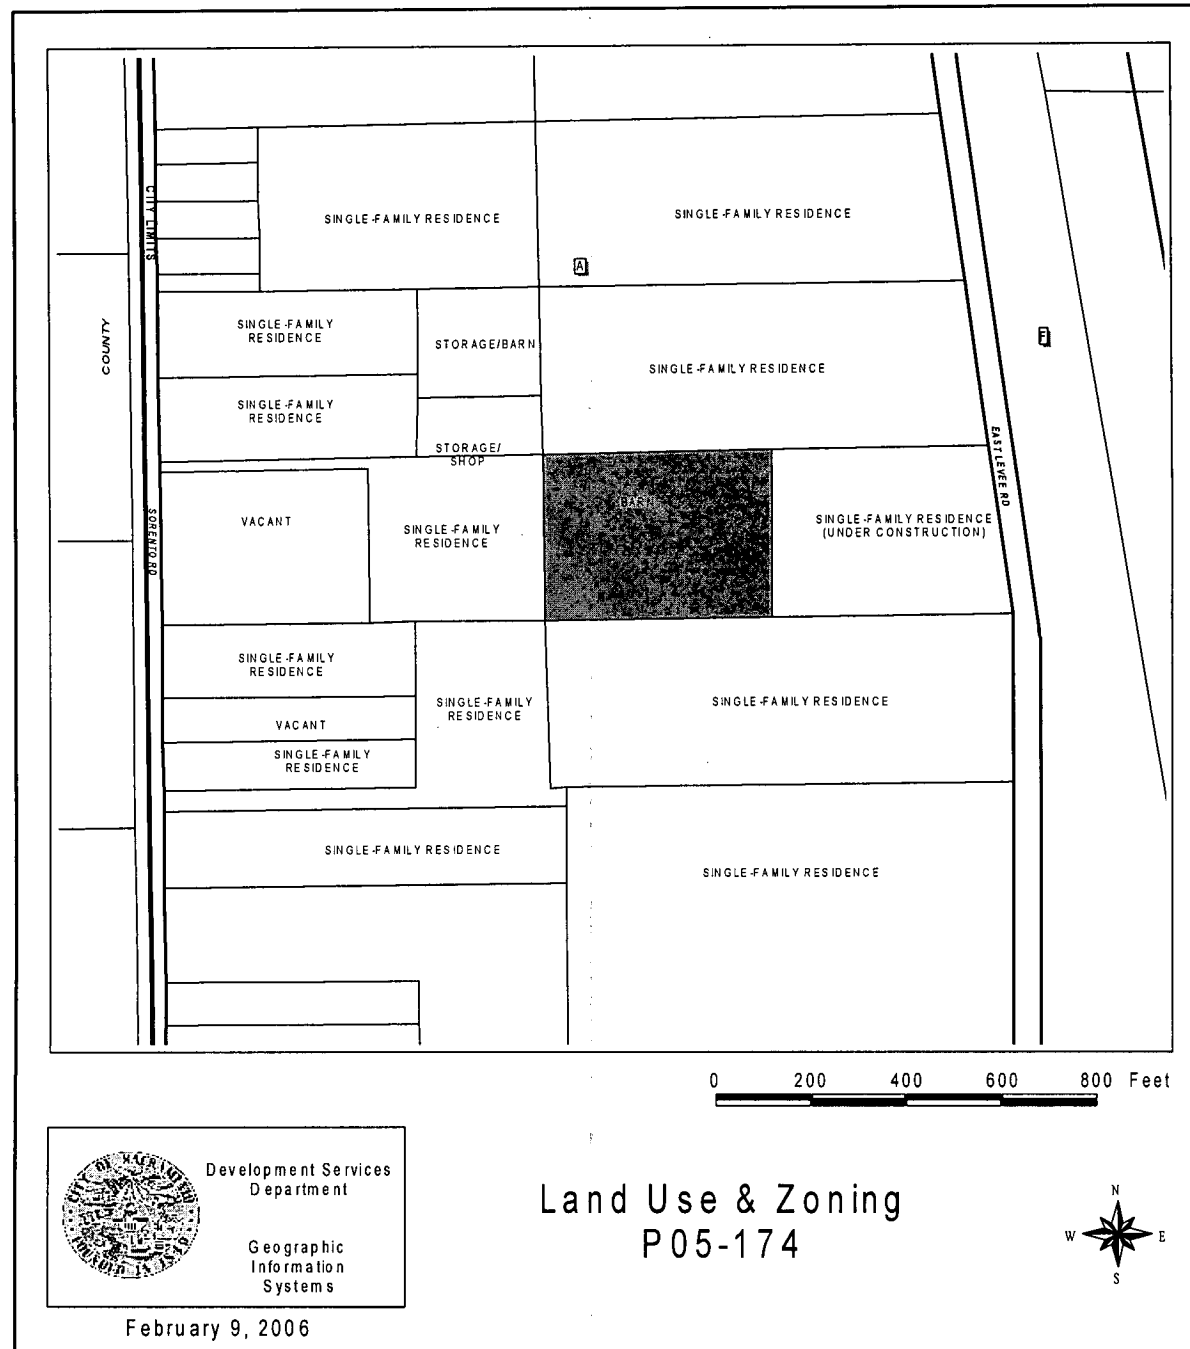 CITY LIMITS
SINGLE-FAMILY RESIDENCE
SINGLE-FAMILY RESIDENCE
A
COUNTY
SINGLE-FAMILY
RESIDENCE
STORAGE/BARN
F
SINGLE-FAMILY RESIDENCE
SINGLE-FAMILY
RESIDENCE
STORAGE/
SHOP
EAST LEVEE RD
SORENTO RD
VACANT
SINGLE-FAMILY
RESIDENCE
SINGLE-FAMILY RESIDENCE
(UNDER CONSTRUCTION)
SINGLE-FAMILY
RESIDENCE
SINGLE-FAMILY
RESIDENCE
SINGLE-FAMILY RESIDENCE
VACANT
SINGLE-FAMILY
RESIDENCE
SINGLE-FAMILY RESIDENCE
SINGLE-FAMILY RESIDENCE
0 200 400 600 800 Feet
CITY OF SACRAMENTO
Development Services
Department
Geographic
Information
Systems
February 9, 2006
Land Use & Zoning
P05-174
N
W E
S